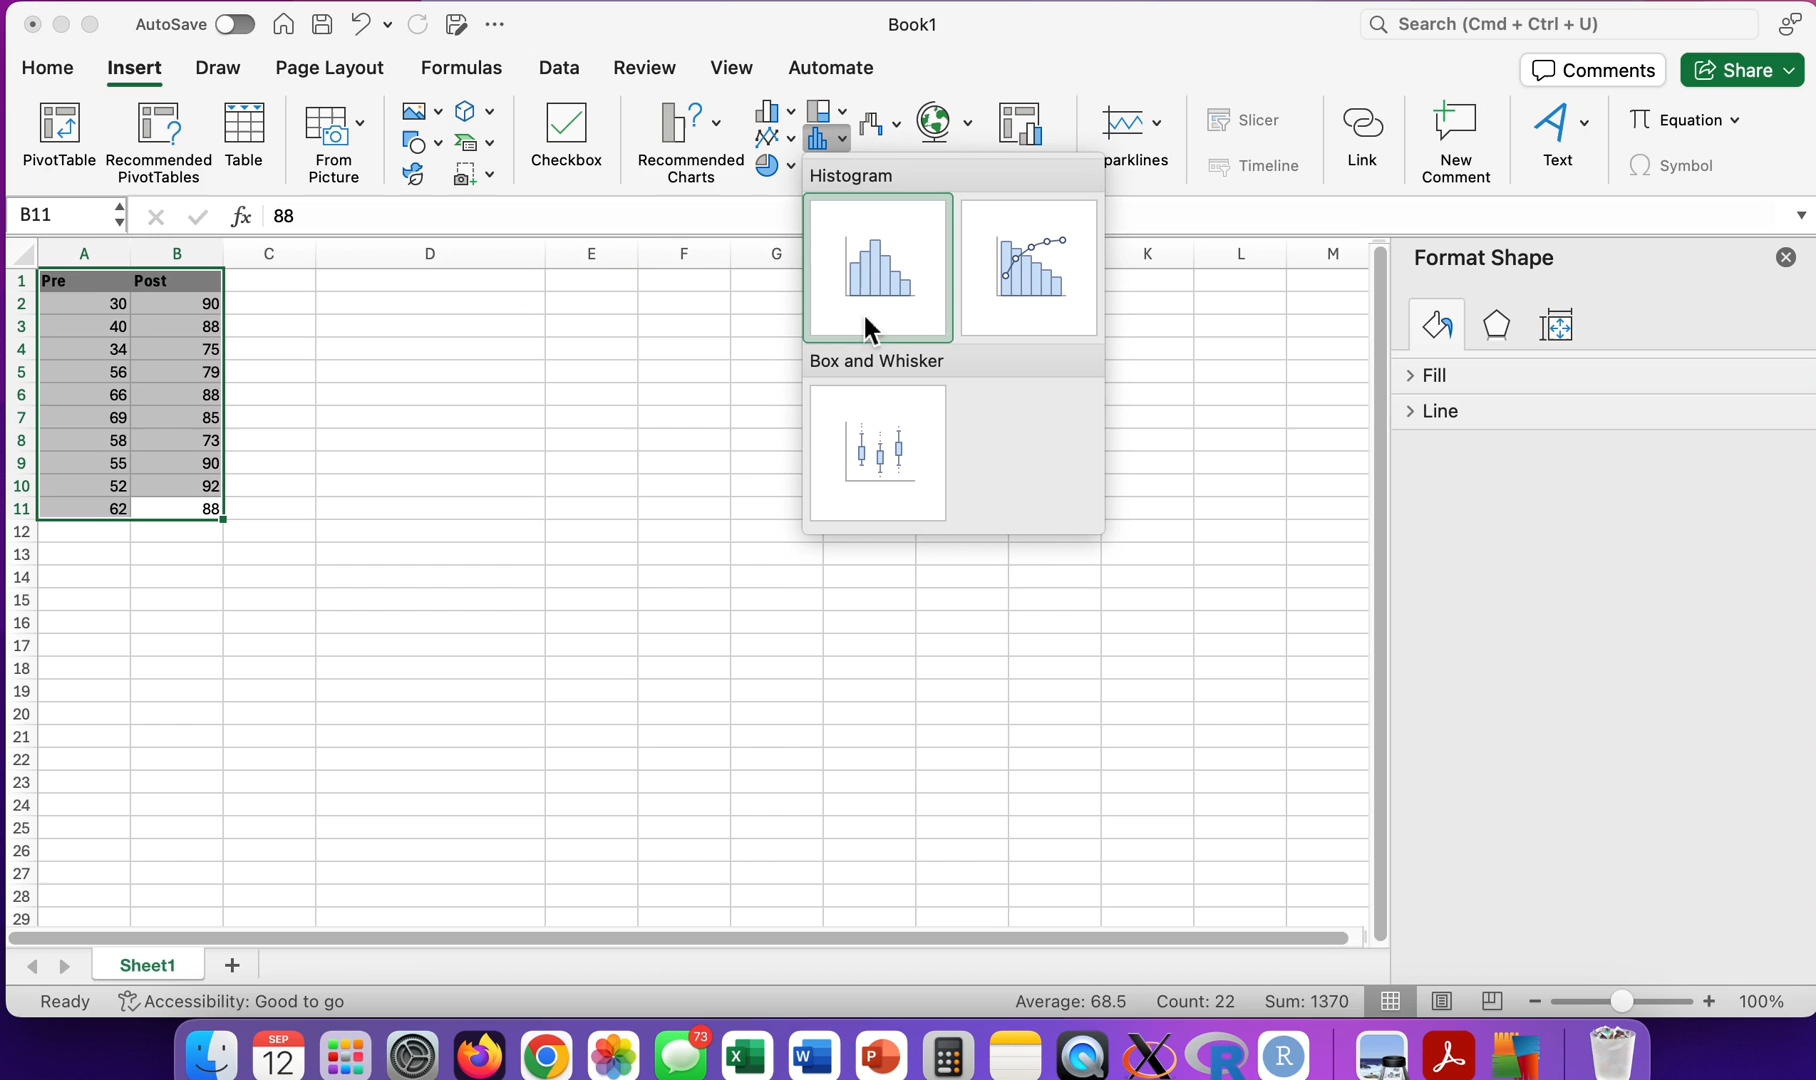 AutoSave
Book1
Search (Cmd + Ctrl + U)
Home Insert Draw Page Layout Formulas Data Review View Automate
Comments
Share
PivotTable
Recommended
PivotTables
Table
From
Picture
Checkbox
Recommended
Charts
parklines
Slicer
Timeline
Link
New
Comment
Text
Equation
Symbol
B11
fx
88
Histogram
Box and Whisker
Format Shape
Fill
Line
A B C D E F G K L M
1 Pre Post
2 30 90
3 40 88
4 34 75
5 56 79
6 66 88
7 69 85
8 58 73
9 55 90
10 52 92
11 62 88
12
13
14
15
16
17
18
19
20
21
22
23
24
25
26
27
28
29
Sheet1
Ready
Accessibility: Good to go
Average: 68.5 Count: 22 Sum: 1370
100%
SEP
12
73
X
W
P
X
R
R